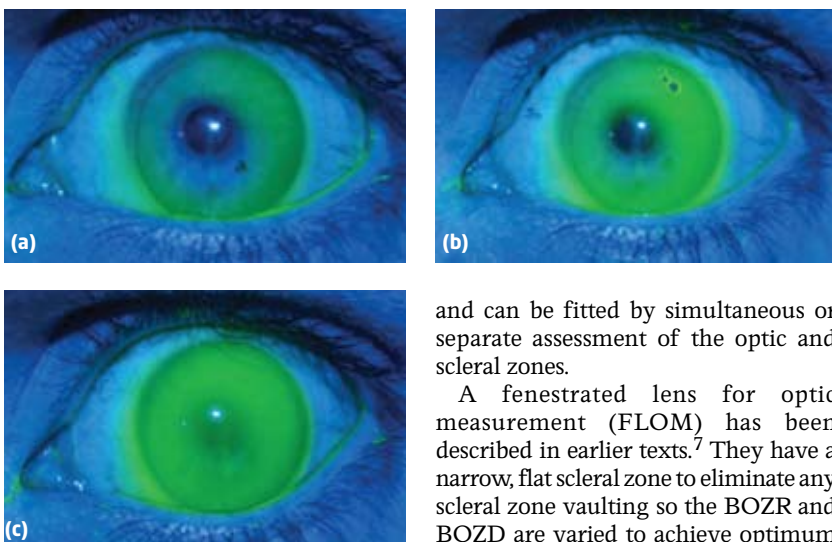 (a)
(b)
(c)
and can be fitted by simultaneous or
separate assessment of the optic and
scleral zones.
A fenestrated lens for optic
measurement (FLOM) has been
described in earlier texts.7 They have a
narrow, flat scleral zone to eliminate any
scleral zone vaulting so the BOZR and
BOZD are varied to achieve optimum